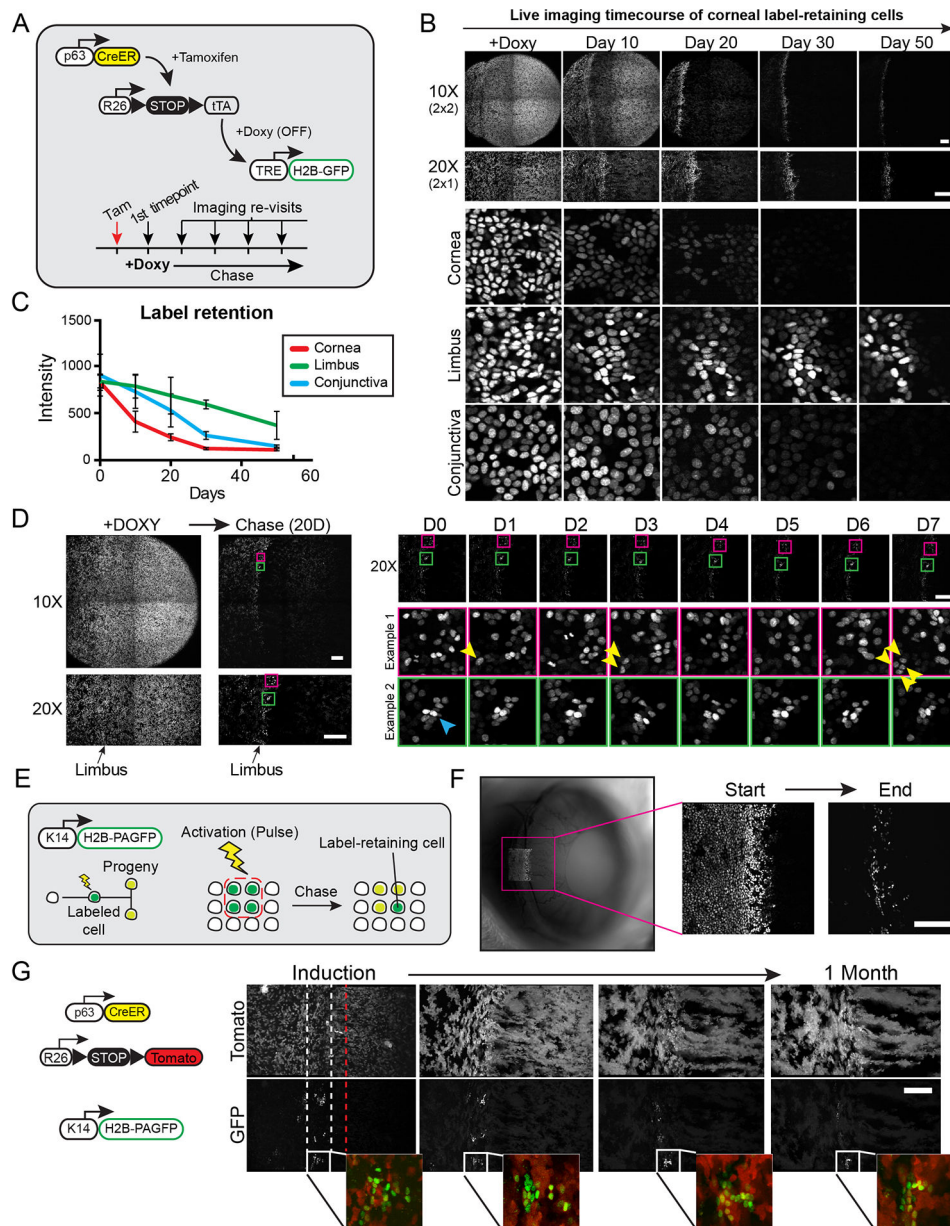 A
p63
CreER
+Tamoxifen
R26
STOP
tTA
+Doxy (OFF)
TRE
H2B-GFP
Tam
1st timepoint
Imaging re-visits
+Doxy
Chase
B
Live imaging timecourse of corneal label-retaining cells
+Doxy Day 10 Day 20 Day 30 Day 50
10X
(2x2)
20X
(2x1)
Cornea
Limbus
Conjunctiva
C
Label retention
1500
1000
500
0
Intensity
0 20 40 60
Days
Cornea
Limbus
Conjunctiva
D
+DOXY Chase (20D)
10X
20X
Limbus Limbus
D0 D1 D2 D3 D4 D5 D6 D7
20X
Example 1
Example 2
E
K14
H2B-PAGFP
Progeny
Labeled
cell
Activation (Pulse)
Chase
Label-retaining cell
F
Start End
G
p63
CreER
R26
STOP
Tomato
K14
H2B-PAGFP
Induction 1 Month
Tomato
GFP